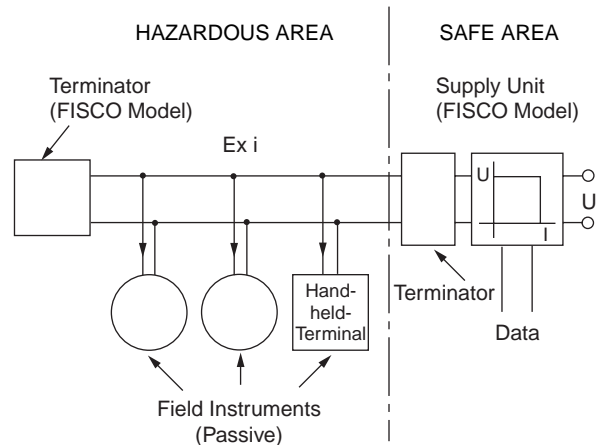 HAZARDOUS AREA
SAFE AREA
Terminator
(FISCO Model)
Supply Unit
(FISCO Model)
Ex i
U
I
U
Hand-
held-
Terminal
Terminator
Data
Field Instruments
(Passive)